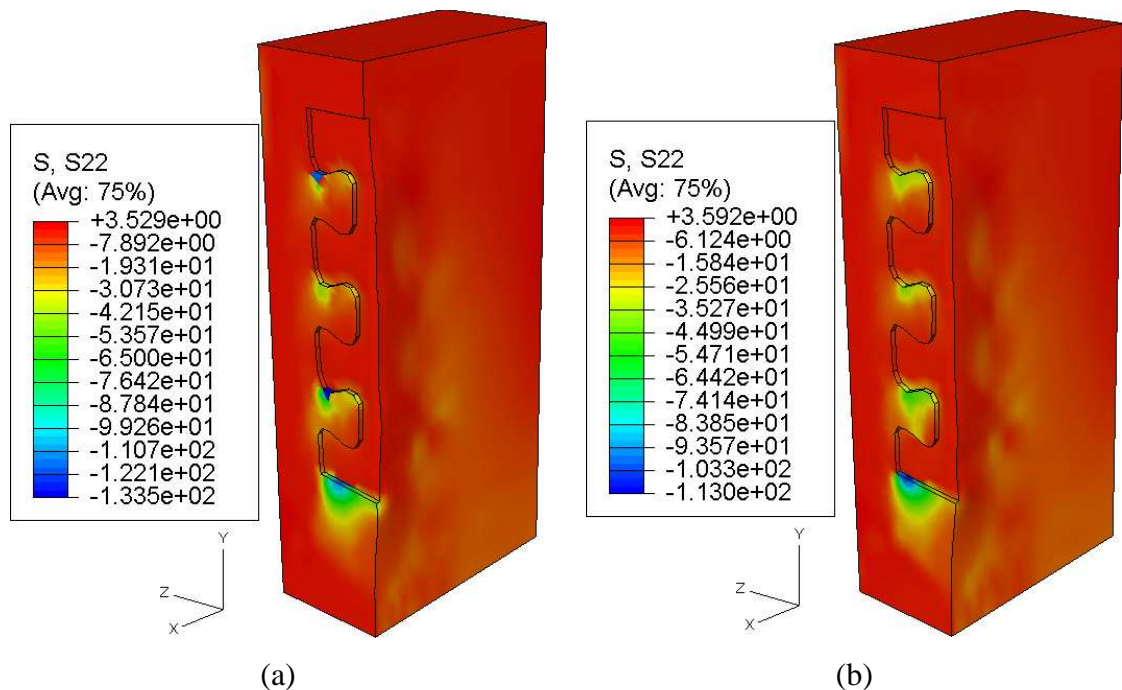 S, S22
(Avg: 75%)
+3.529e+00
-7.892e+00
-1.931e+01
-3.073e+01
-4.215e+01
-5.357e+01
-6.500e+01
-7.642e+01
-8.784e+01
-9.926e+01
-1.107e+02
-1.221e+02
-1.335e+02
Y
Z
X
(a)
S, S22
(Avg: 75%)
+3.592e+00
-6.124e+00
-1.584e+01
-2.556e+01
-3.527e+01
-4.499e+01
-5.471e+01
-6.442e+01
-7.414e+01
-8.385e+01
-9.357e+01
-1.033e+02
-1.130e+02
Y
Z
X
(b)